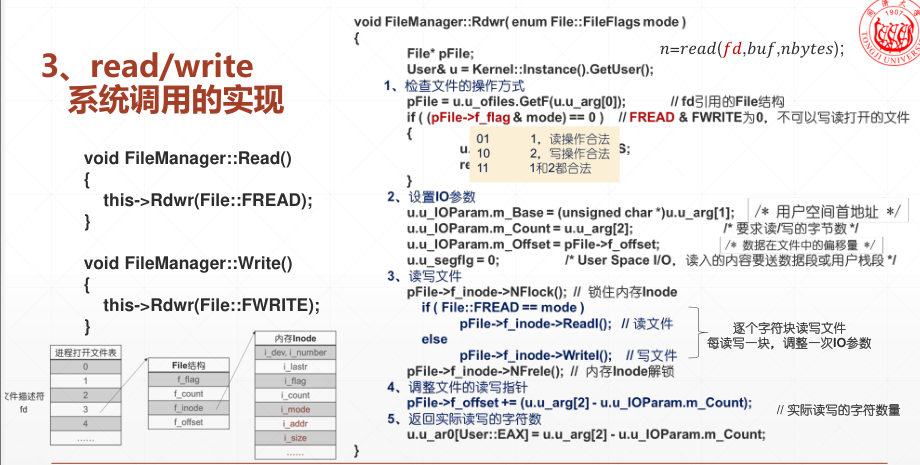 3、read/write
系统调用的实现
void FileManager::Read()
{
this->Rdwr(File::FREAD);
}
void FileManager::Write()
{
this->Rdwr(File::FWRITE);
}
文件描述符
fd
进程打开文件表
0
1
2
3
4
......
File结构
f_flag
f_count
f_inode
f_offset
内存Inode
i_dev, i_number
i_lastr
i_flag
i_count
i_mode
i_addr
i_size
......
void FileManager::Rdwr( enum File::FileFlags mode )
{
File* pFile;
User& u = Kernel::Instance().GetUser();
n=read(fd,buf,nbytes);
1907
TONGJI UNIVERSITY
1、检查文件的操作方式
pFile = u.u_ofiles.GetF(u.u_arg[0]); // fd引用的File结构
if ( (pFile->f_flag & mode) == 0 ) // FREAD & FWRITE为0，不可以写读打开的文件
{
u. S;
re
01 1，读操作合法
10 2，写操作合法
11 1和2都合法
}
2、设置IO参数
u.u_IOParam.m_Base = (unsigned char *)u.u_arg[1]; /* 用户空间首地址 */
u.u_IOParam.m_Count = u.u_arg[2]; /* 要求读/写的字节数 */
u.u_IOParam.m_Offset = pFile->f_offset; /* 数据在文件中的偏移量 */
u.u_segflg = 0; /* User Space I/O，读入的内容要送数据段或用户栈段 */
3、读写文件
pFile->f_inode->NFlock(); // 锁住内存Inode
if ( File::FREAD == mode )
pFile->f_inode->ReadI(); // 读文件
else
pFile->f_inode->WriteI(); // 写文件
pFile->f_inode->NFrele(); // 内存Inode解锁
逐个字符块读写文件
每读写一块，调整一次IO参数
4、调整文件的读写指针
pFile->f_offset += (u.u_arg[2] - u.u_IOParam.m_Count);
5、返回实际读写的字符数 // 实际读写的字符数量
u.u_ar0[User::EAX] = u.u_arg[2] - u.u_IOParam.m_Count;
}